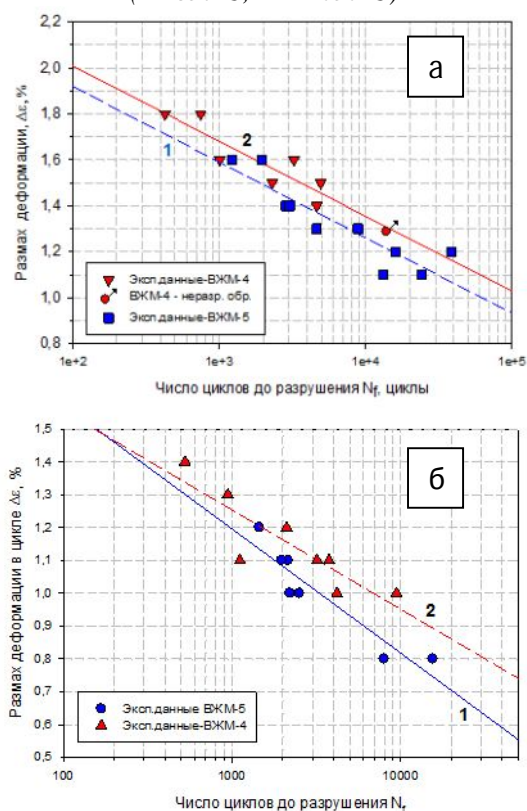 а
2,2
2,0
1,8
1,6
1,4
1,2
1,0
0,8
Размах деформации, Δε, %
1
2
Эксп.данные-ВЖМ-4
ВЖМ-4 - неразр. обр.
Эксп.данные-ВЖМ-5
1e+2 1e+3 1e+4 1e+5
Число циклов до разрушения Nf, циклы
б
1,5
1,4
1,3
1,2
1,1
1,0
0,9
0,8
0,7
0,6
0,5
Размах деформации в цикле Δε, %
2
1
Эксп.данные ВЖМ-5
Эксп.данные-ВЖМ-4
100 1000 10000
Число циклов до разрушения Nf